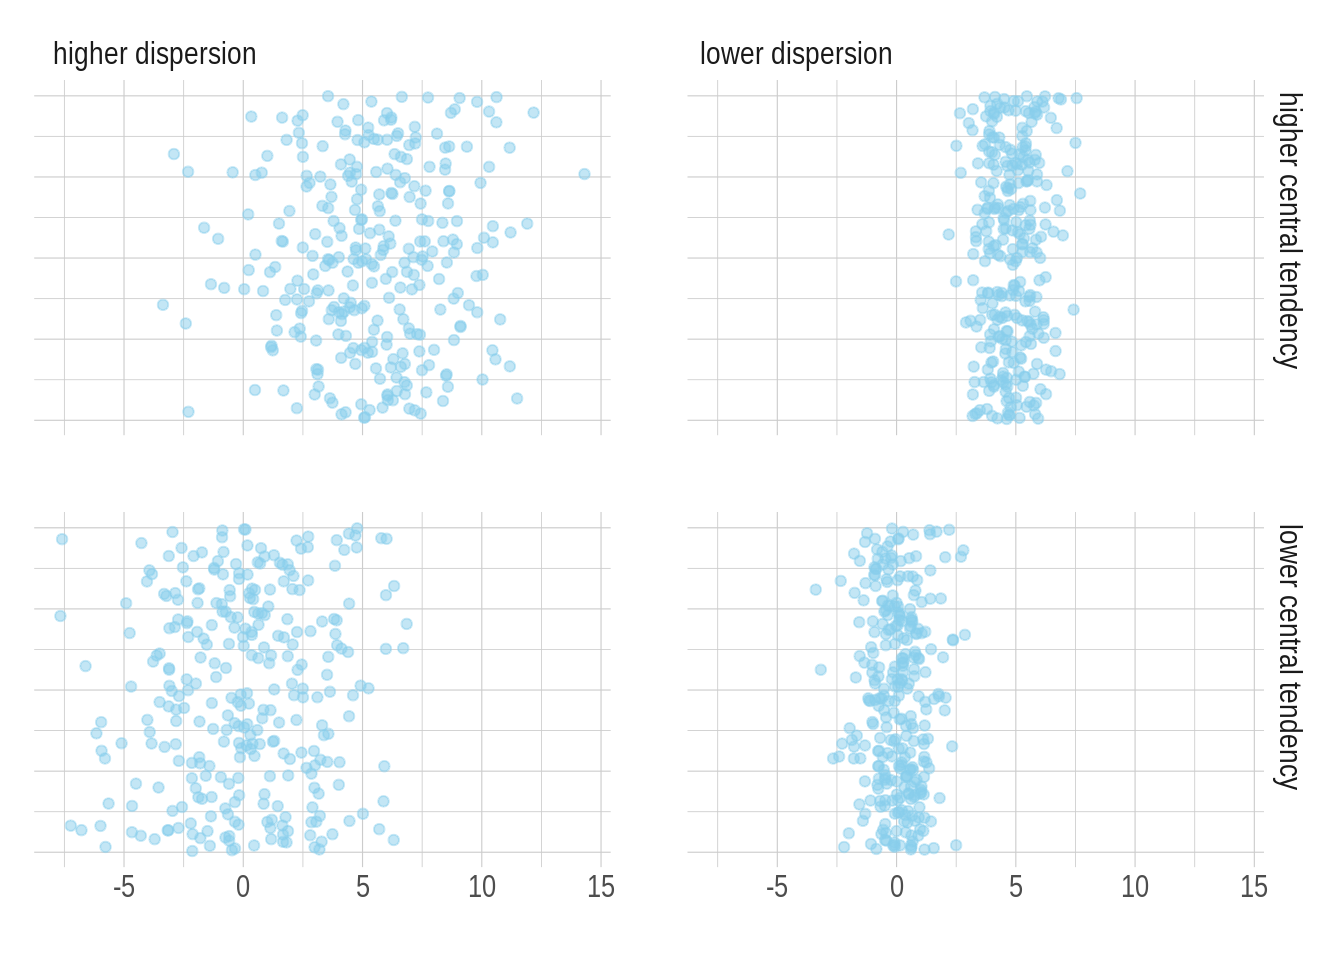 higher dispersion
lower dispersion
higher central tendency
lower central tendency
-5 0 5 10 15
-5 0 5 10 15